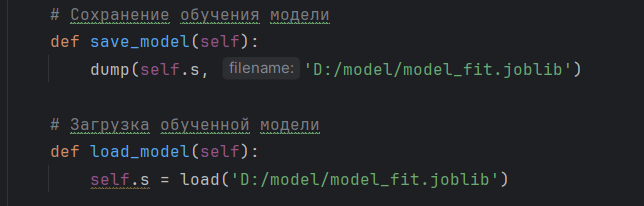 # Сохранение обучения модели
def save_model(self):
dump(self.s, filename: 'D:/model/model_fit.joblib')
# Загрузка обученной модели
def load_model(self):
self.s = load('D:/model/model_fit.joblib')